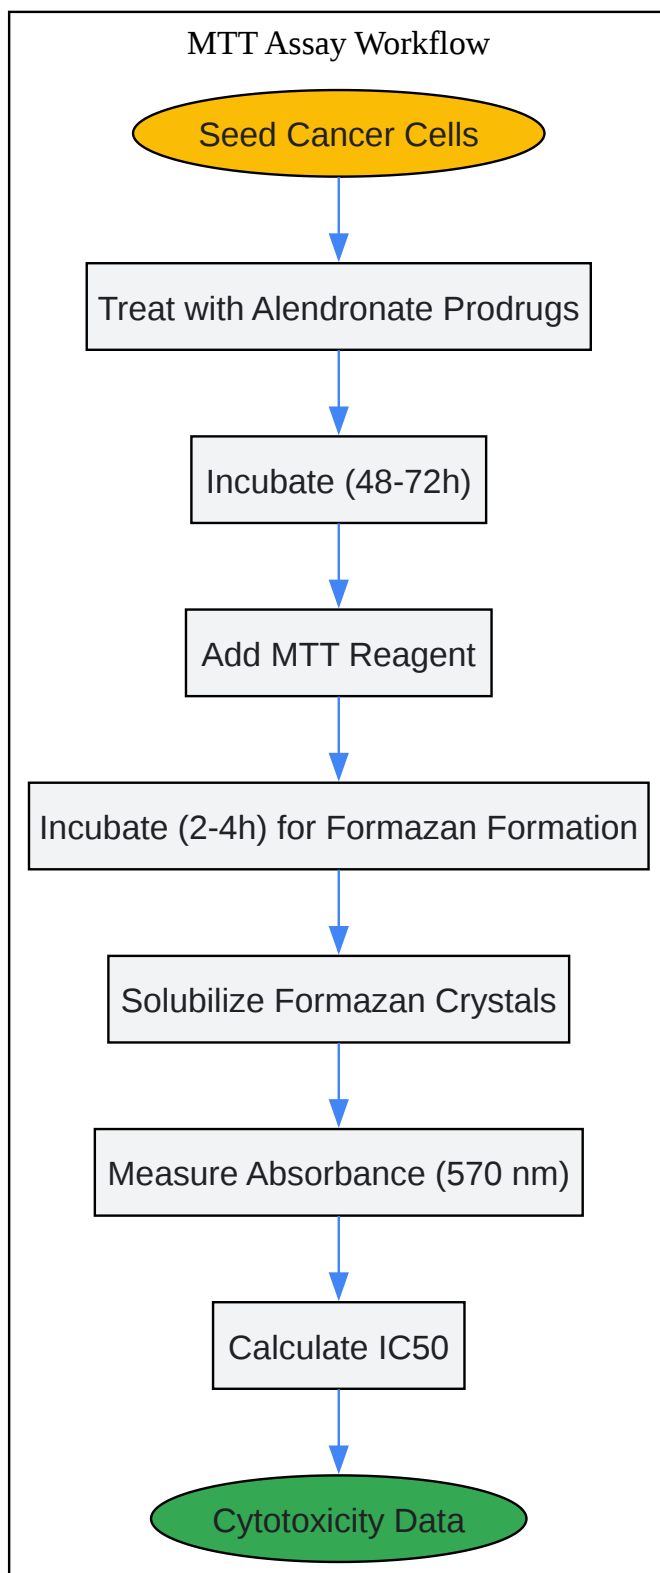 MTT Assay Workflow
Seed Cancer Cells
Treat with Alendronate Prodrugs
Incubate (48-72h)
Add MTT Reagent
Incubate (2-4h) for Formazan Formation
Solubilize Formazan Crystals
Measure Absorbance (570 nm)
Calculate IC50
Cytotoxicity Data